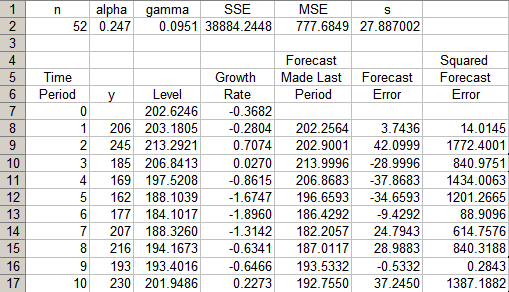 1 n alpha gamma SSE MSE s
2 52 0.247 0.0951 38884.2448 777.6849 27.887002
3
4 Forecast Squared
5 Time Growth Made Last Forecast Forecast
6 Period y Level Rate Period Error Error
7 0 202.6246 -0.3682
8 1 206 203.1805 -0.2804 202.2564 3.7436 14.0145
9 2 245 213.2921 0.7074 202.9001 42.0999 1772.4001
10 3 185 206.8413 0.0270 213.9996 -28.9996 840.9751
11 4 169 197.5208 -0.8615 206.8683 -37.8683 1434.0063
12 5 162 188.1039 -1.6747 196.6593 -34.6593 1201.2665
13 6 177 184.1017 -1.8960 186.4292 -9.4292 88.9096
14 7 207 188.3260 -1.3142 182.2057 24.7943 614.7576
15 8 216 194.1673 -0.6341 187.0117 28.9883 840.3188
16 9 193 193.4016 -0.6466 193.5332 -0.5332 0.2843
17 10 230 201.9486 0.2273 192.7550 37.2450 1387.1882